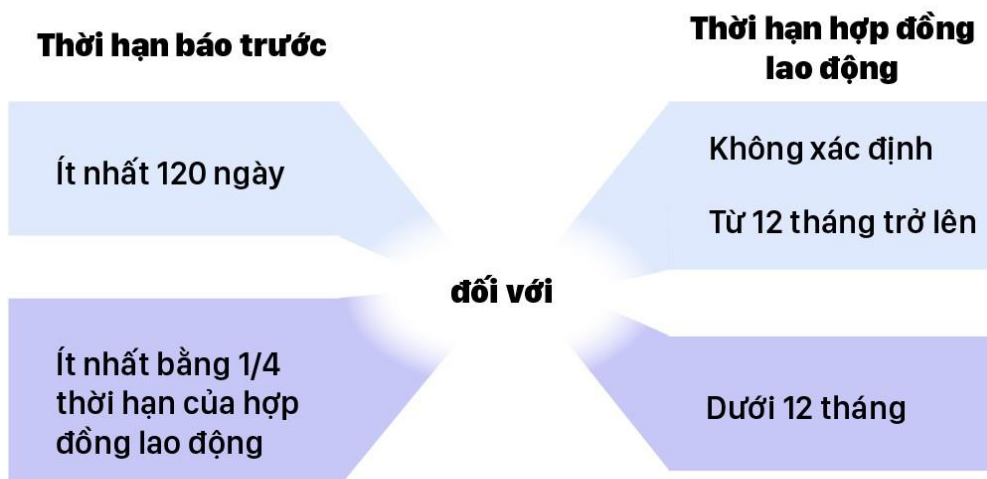 Thời hạn báo trước
Thời hạn hợp đồng
lao động
Ít nhất 120 ngày
Không xác định
Từ 12 tháng trở lên
đối với
Ít nhất bằng 1/4
thời hạn của hợp
đồng lao động
Dưới 12 tháng